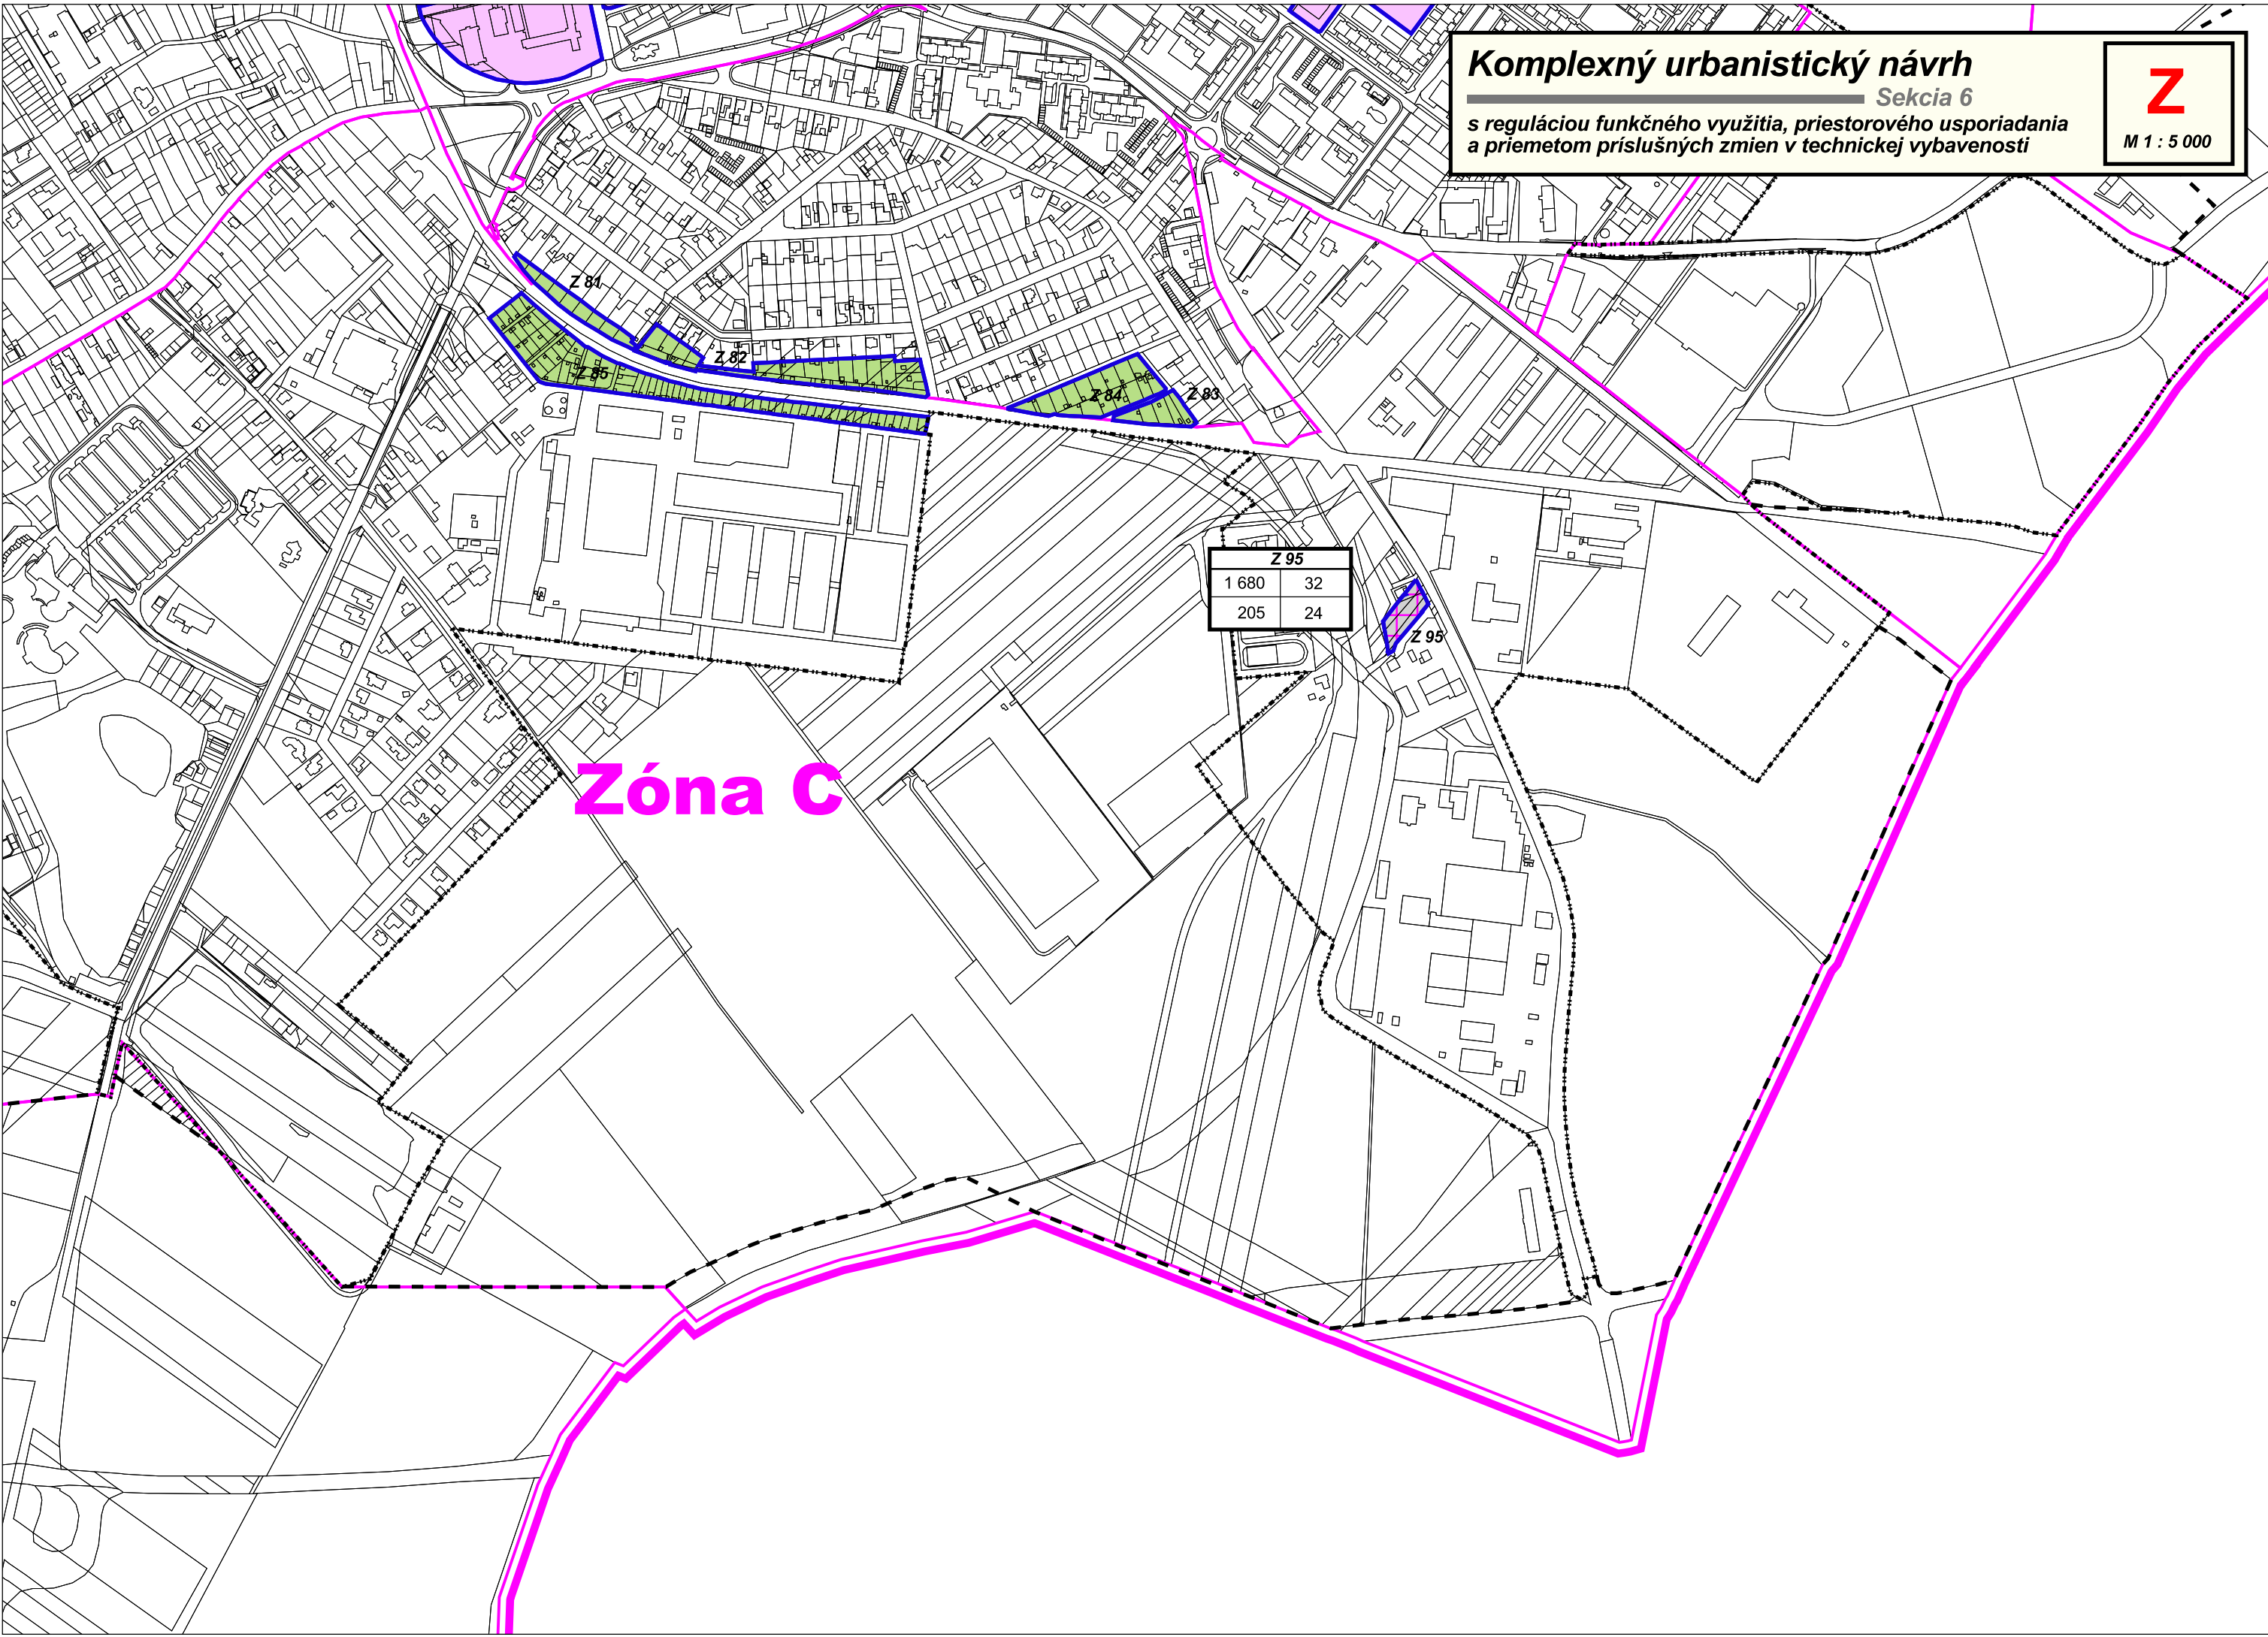 Komplexný urbanistický návrh
Sekcia 6
s reguláciou funkčného využitia, priestorového usporiadania
a priemetom príslušných zmien v technickej vybavenosti
Z
M 1 : 5 000
Z 81
Z 82
Z 85
Z 84
Z 83
Z 95
1 680 32
205 24
Z 95
Zóna C